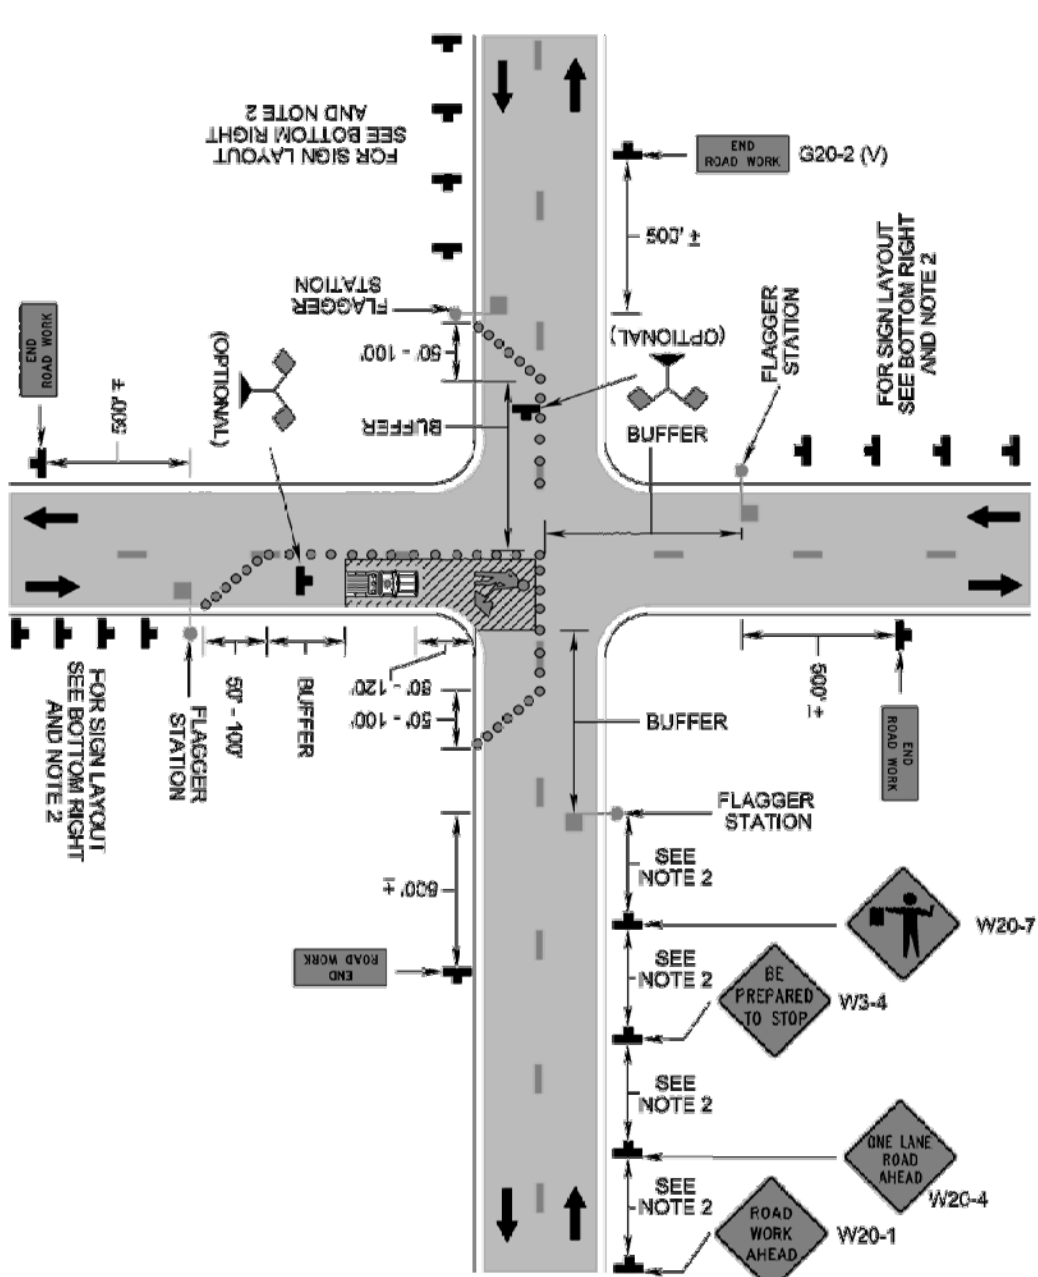 FOR SIGN LAYOUT
SEE BOTTOM RIGHT
AND NOTE 2
END
ROAD WORK
G20-2 (V)
500' ±
FOR SIGN LAYOUT
SEE BOTTOM RIGHT
AND NOTE 2
FLAGGER
STATION
FLAGGER
STATION
END
ROAD WORK
(OPTIONAL)
(OPTIONAL)
50' - 100'
500' ±
BUFFER
BUFFER
80' - 120'
50' - 100'
50' - 100'
BUFFER
BUFFER
500' ±
END
ROAD WORK
FOR SIGN LAYOUT
SEE BOTTOM RIGHT
AND NOTE 2
FLAGGER
STATION
FLAGGER
STATION
SEE
NOTE 2
W20-7
END
ROAD WORK
SEE
NOTE 2
BE
PREPARED
TO STOP
W3-4
SEE
NOTE 2
ONE LANE
ROAD
AHEAD
W20-4
SEE
NOTE 2
ROAD
WORK
AHEAD
W20-1